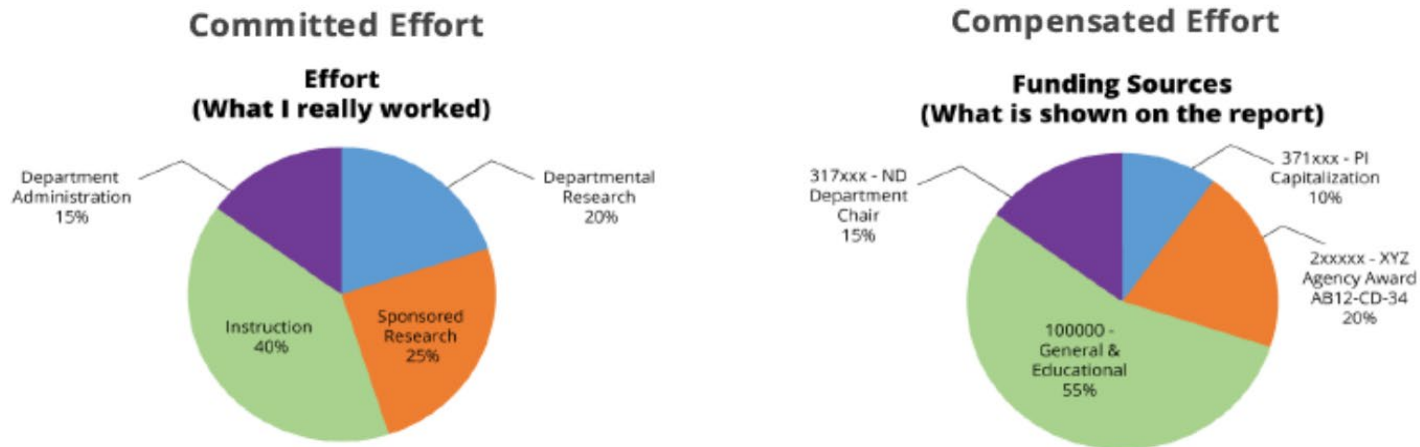 Committed Effort
Effort
(What I really worked)
Department
Administration
15%
Departmental
Research
20%
Instruction
40%
Sponsored
Research
25%
Compensated Effort
Funding Sources
(What is shown on the report)
317xxx - ND
Department
Chair
15%
371xxx - PI
Capitalization
10%
2xxxxx - XYZ
Agency Award
AB12-CD-34
20%
100000 -
General &
Educational
55%